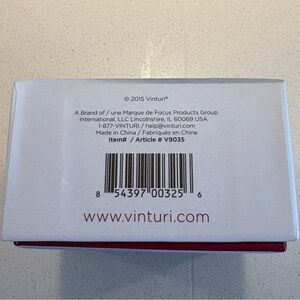 © 2015 Vinturi®
A Brand of / une Marque de Focus Products Group
International, LLC Lincolnshire, IL 60069 USA
1-877-VINTURI / help@vinturi.com
Made in China / Fabriqués en Chine
Item# / Article # V9035
8 54397 00325 6
www.vinturi.com